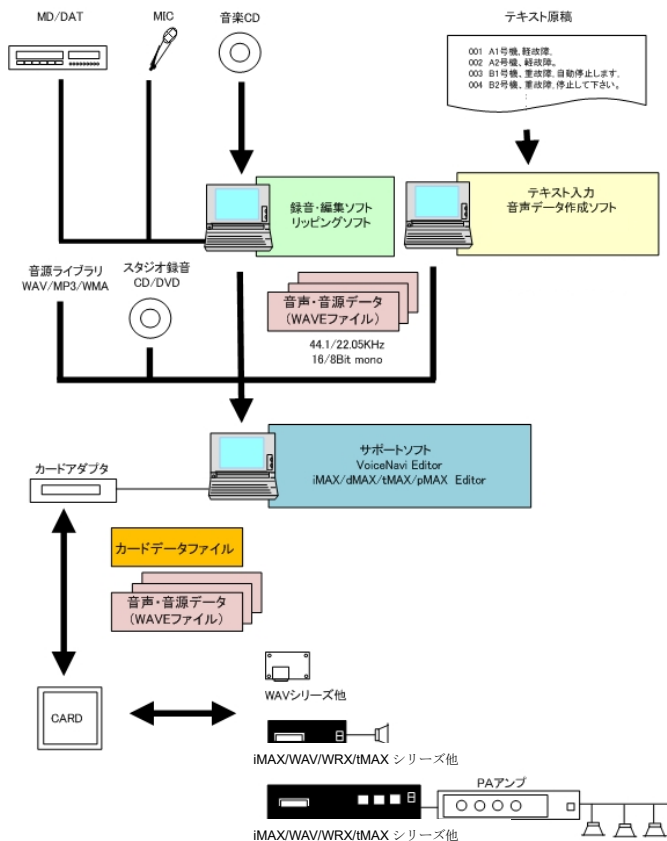 MD/DAT
MIC
音楽CD
テキスト原稿
001 A1号機、軽故障.
002 A2号機、軽故障。
003 B1号機、重故障.自動停止します.
004 B2号機、重故障.停止して下さい。
録音・編集ソフト
リッピングソフト
テキスト入力
音声データ作成ソフト
音源ライブラリ
WAV/MP3/WMA
スタジオ録音
CD/DVD
音声・音源データ
(WAVEファイル)
44.1/22.05KHz
16/8Bit mono
サポートソフト
VoiceNavi Editor
iMAX/dMAX/tMAX/pMAX Editor
カードアダプタ
カードデータファイル
音声・音源データ
(WAVEファイル)
CARD
WAVシリーズ他
iMAX/WAV/WRX/tMAX シリーズ他
PAアンプ
iMAX/WAV/WRX/tMAX シリーズ他